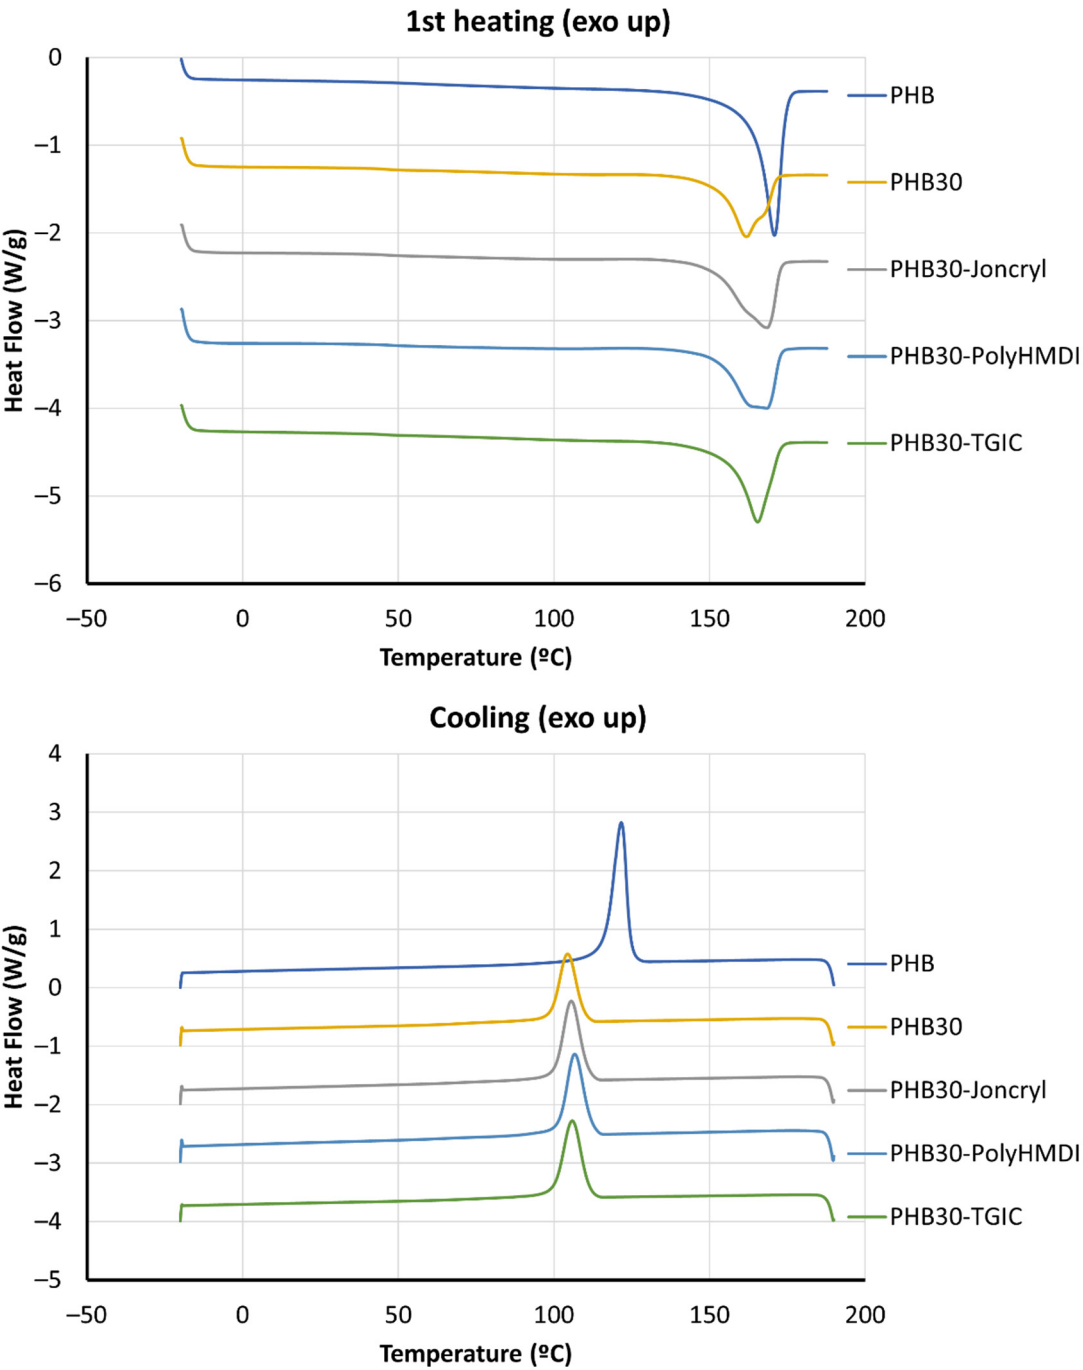 1st heating (exo up)
0
–1
–2
–3
–4
–5
–6
Heat Flow (W/g)
–50 0 50 100 150 200
Temperature (ºC)
PHB
PHB30
PHB30-Joncryl
PHB30-PolyHMDI
PHB30-TGIC
Cooling (exo up)
4
3
2
1
0
–1
–2
–3
–4
–5
Heat Flow (W/g)
–50 0 50 100 150 200
Temperature (ºC)
PHB
PHB30
PHB30-Joncryl
PHB30-PolyHMDI
PHB30-TGIC